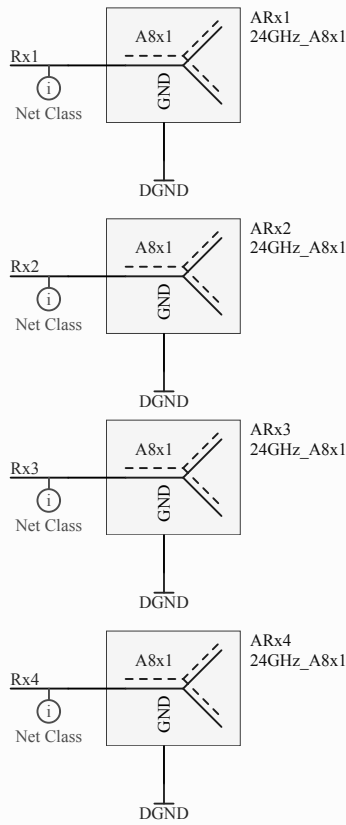 ARx1
A8x1
24GHz_A8x1
Rx1
i
GND
Net Class
DGND
ARx2
A8x1
24GHz_A8x1
Rx2
i
GND
Net Class
DGND
ARx3
A8x1
24GHz_A8x1
Rx3
i
GND
Net Class
DGND
ARx4
A8x1
24GHz_A8x1
Rx4
i
GND
Net Class
DGND